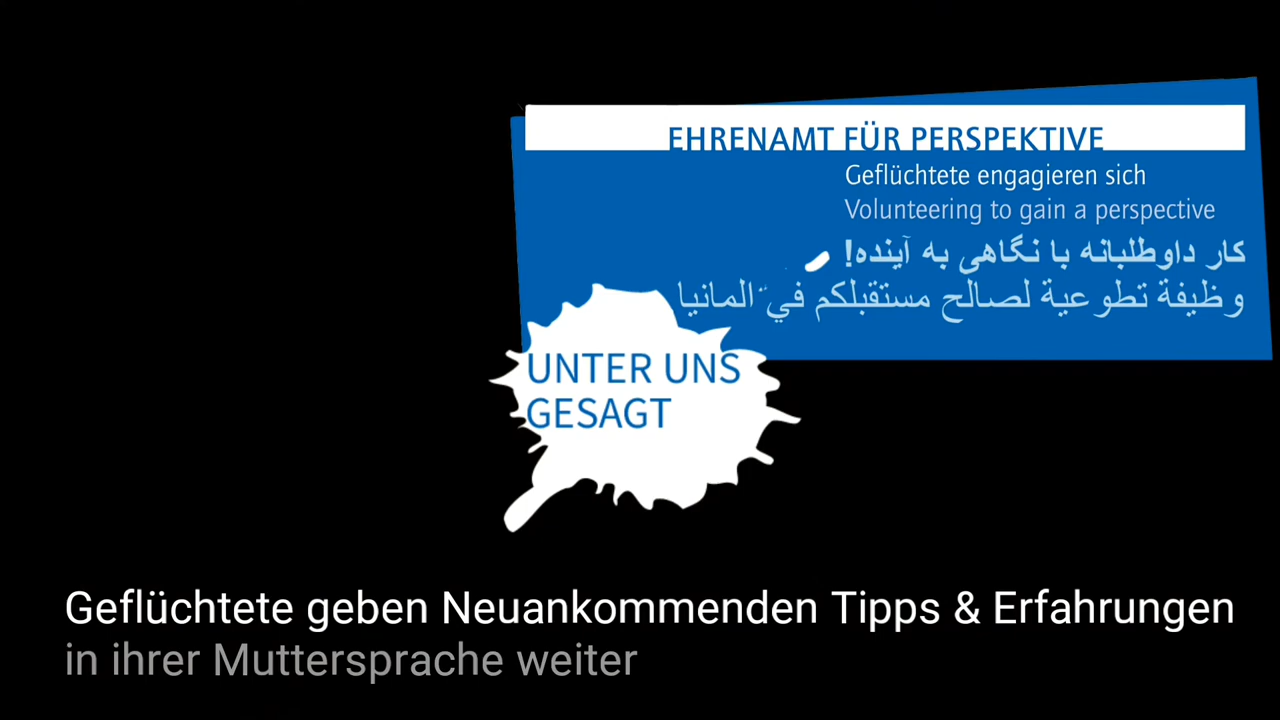 EHRENAMT FÜR PERSPEKTIVE
Geflüchtete engagieren sich
Volunteering to gain a perspective
کار داوطلبانه با نگاهی به آینده!
وظيفة تطوعية لصالح مستقبلكم في ّ المانيا
UNTER UNS
GESAGT
Geflüchtete geben Neuankommenden Tipps & Erfahrungen
in ihrer Muttersprache weiter